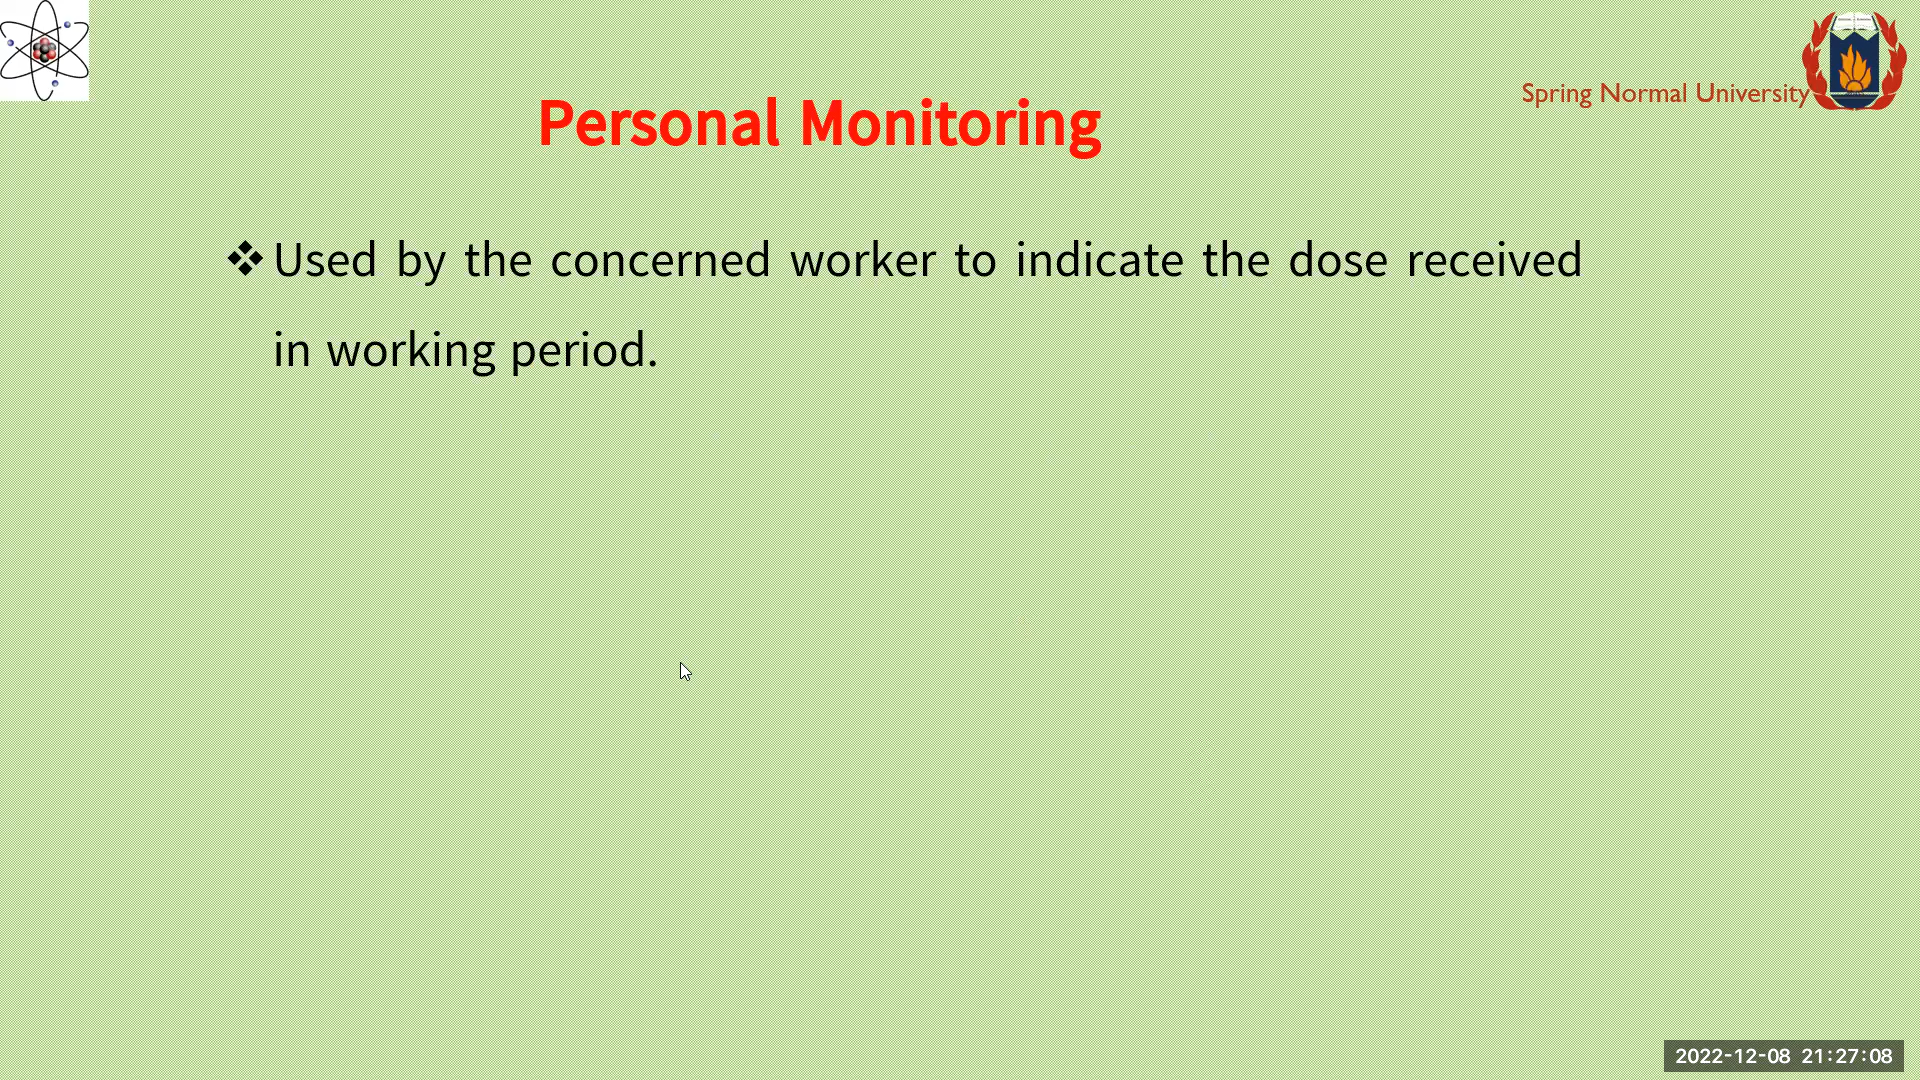 Spring Normal University
Personal Monitoring
❖Used by the concerned worker to indicate the dose received
in working period.
2022-12-08 21:27:08